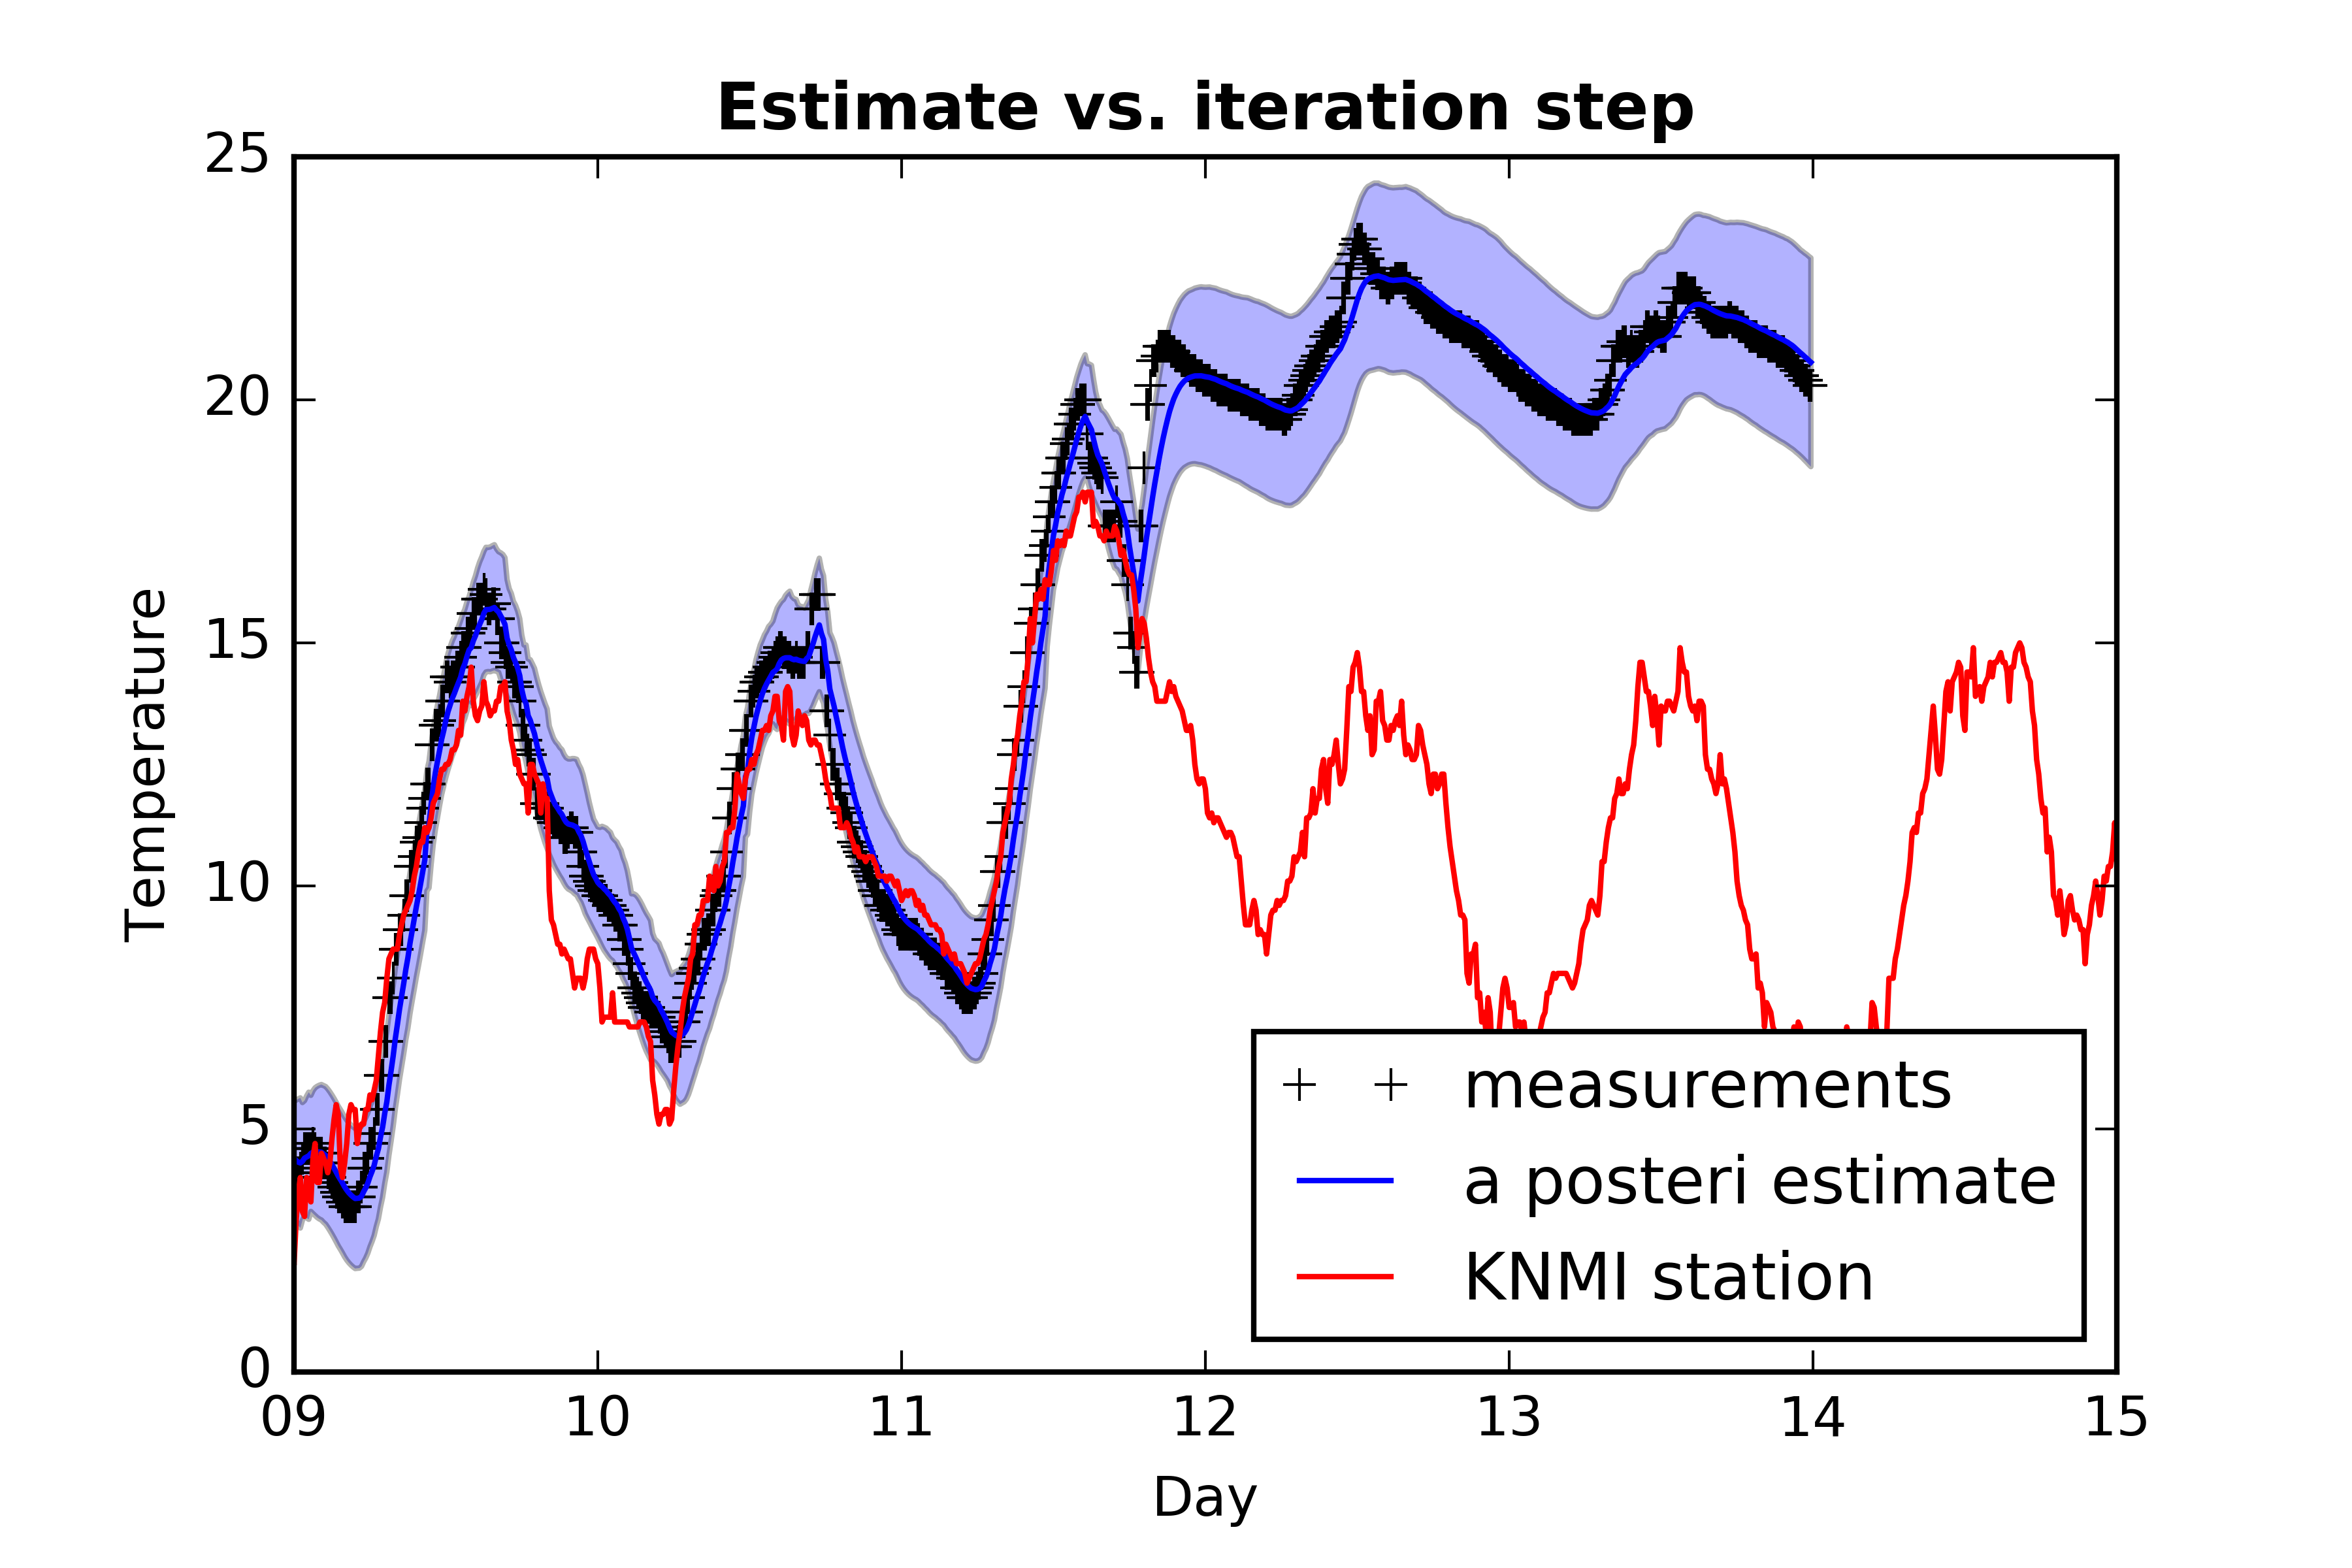 Estimate vs. iteration step
25
20
15
10
5
0
Temperature
09 10 11 12 13 14 15
Day
measurements
a posteri estimate
KNMI station